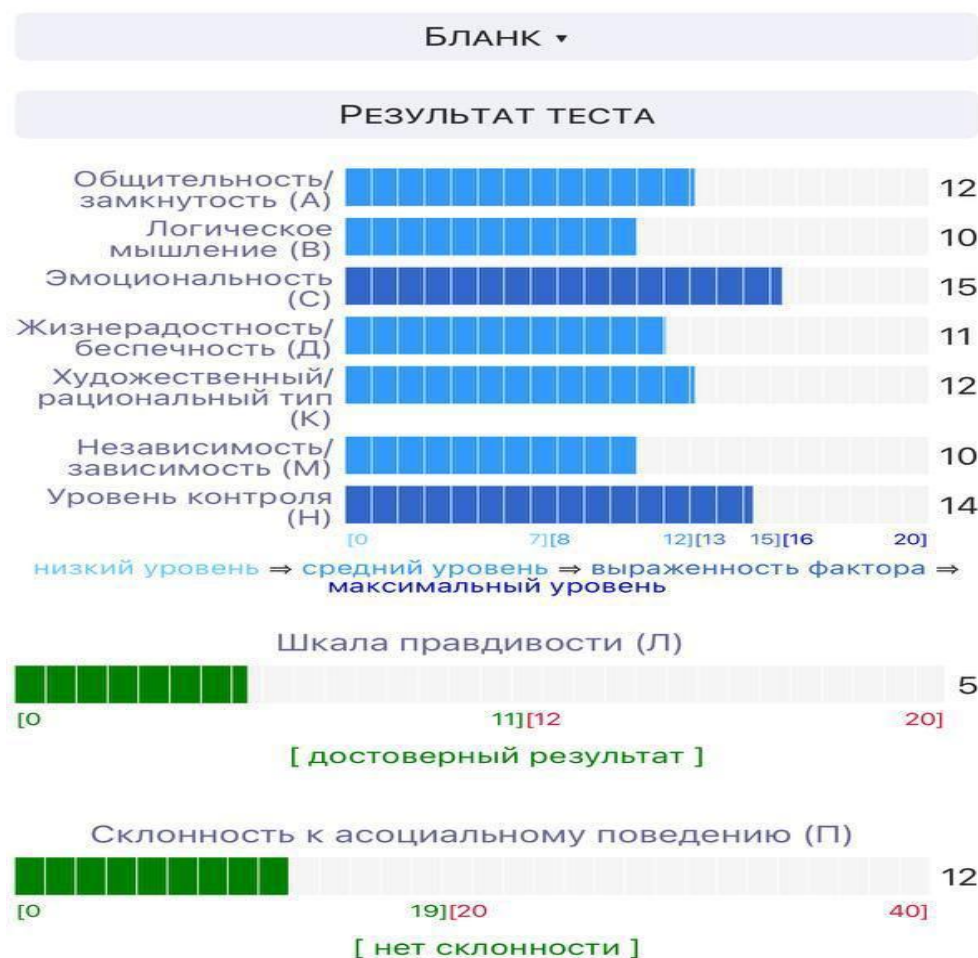 БЛАНК ▾
РЕЗУЛЬТАТ ТЕСТА
Общительность/
замкнутость (А)
12
Логическое
мышление (В)
10
Эмоциональность
(С)
15
Жизнерадостность/
беспечность (Д)
11
Художественный/
рациональный тип
(К)
12
Независимость/
зависимость (М)
10
Уровень контроля
(Н)
14
[0 7][8 12][13 15][16 20]
низкий уровень ⇒ средний уровень ⇒ выраженность фактора ⇒
максимальный уровень
Шкала правдивости (Л)
5
[0 11][12 20]
[ достоверный результат ]
Склонность к асоциальному поведению (П)
12
[0 19][20 40]
[ нет склонности ]